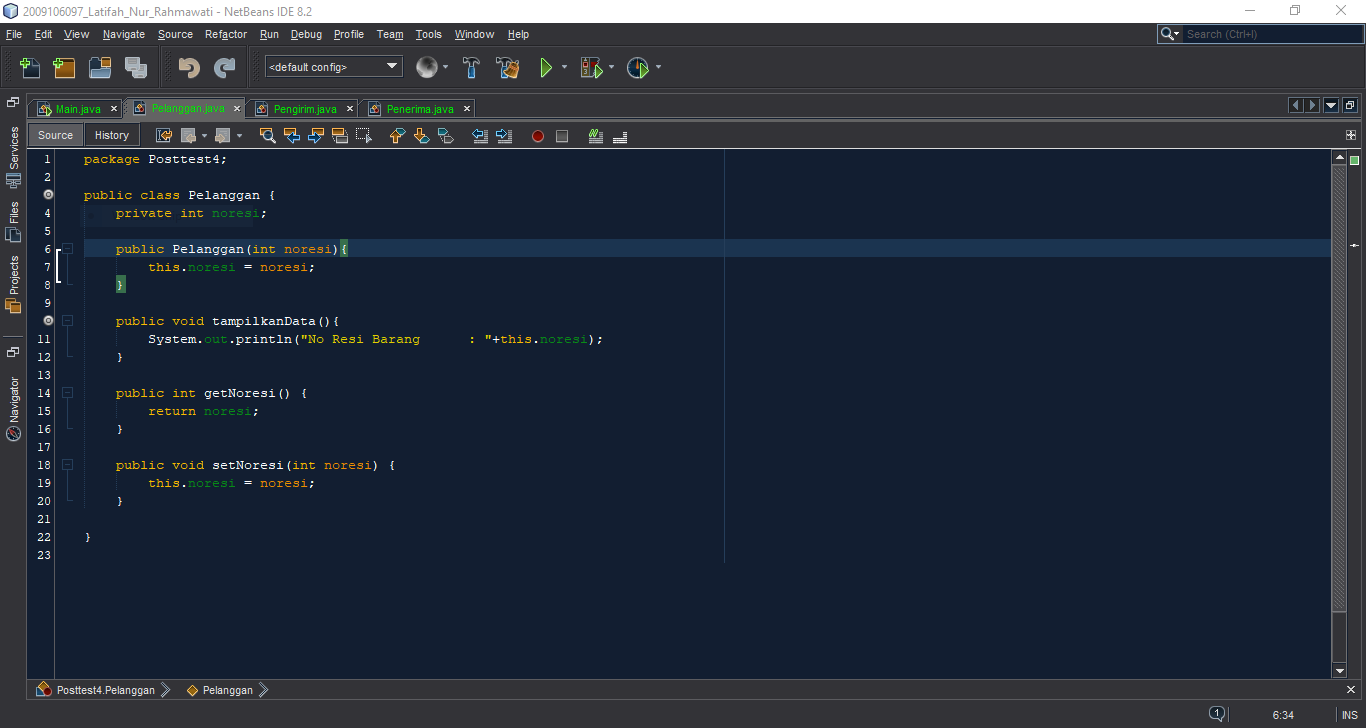 2009106097_Latifah_Nur_Rahmawati - NetBeans IDE 8.2
File Edit View Navigate Source Refactor Run Debug Profile Team Tools Window Help
Search (Ctrl+I)
<default config>
Main.java Pelanggan.java Pengirim.java Penerima.java
Source History
Services
Files
Projects
Navigator
1 package Posttest4;
2
public class Pelanggan {
4 private int noresi;
5
6 public Pelanggan(int noresi){
7 this.noresi = noresi;
8 }
9
public void tampilkanData(){
11 System.out.println("No Resi Barang      : "+this.noresi);
12 }
13
14 public int getNoresi() {
15 return noresi;
16 }
17
18 public void setNoresi(int noresi) {
19 this.noresi = noresi;
20 }
21
22 }
23
Posttest4.Pelanggan Pelanggan
1 6:34 INS